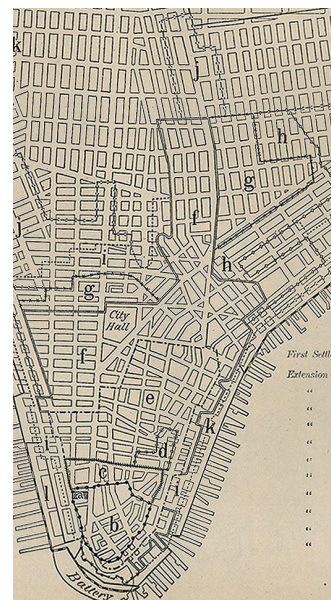 k
j
h
g
f
j
i
h
g
City
Hall
f
First Settl
Extension
"
e
"
"
k
"
d
"
c
"
l
"
b
"
"
Battery